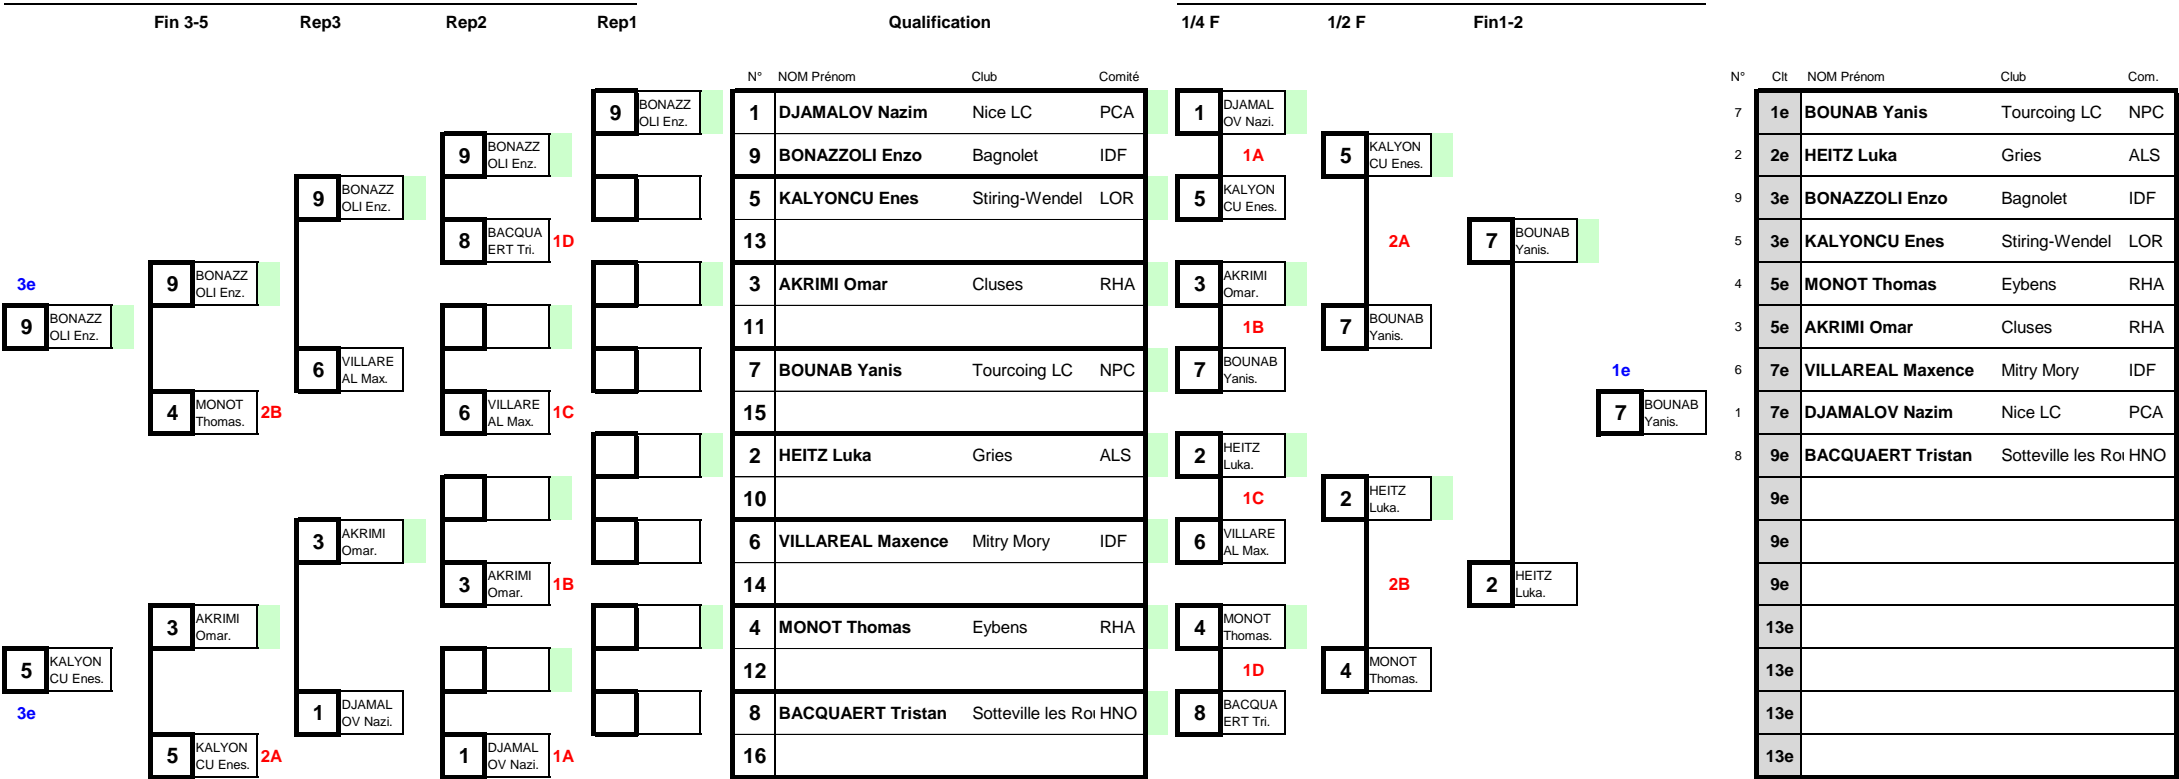 Fin 3-5 Rep3 Rep2 Rep1 Qualification 1/4 F 1/2 F Fin1-2
N° NOM Prénom Club Comité N° Clt NOM Prénom Club Com.
9 BONAZZ
OLI Enz.
1 DJAMALOV Nazim Nice LC PCA
1 DJAMAL
OV Nazi.
7 1e BOUNAB Yanis Tourcoing LC NPC
9 BONAZZ
OLI Enz.
9 BONAZZOLI Enzo Bagnolet IDF
1A
5 KALYON
CU Enes.
2 2e HEITZ Luka Gries ALS
9 BONAZZ
OLI Enz.
5 KALYONCU Enes Stiring-Wendel LOR
5 KALYON
CU Enes.
9 3e BONAZZOLI Enzo Bagnolet IDF
8 BACQUA
ERT Tri.
1D
13
2A
7 BOUNAB
Yanis.
5 3e KALYONCU Enes Stiring-Wendel LOR
3e
9 BONAZZ
OLI Enz.
3 AKRIMI Omar Cluses RHA
3 AKRIMI
Omar.
4 5e MONOT Thomas Eybens RHA
9 BONAZZ
OLI Enz.
11
1B
7 BOUNAB
Yanis.
3 5e AKRIMI Omar Cluses RHA
6 VILLARE
AL Max.
7 BOUNAB Yanis Tourcoing LC NPC
7 BOUNAB
Yanis.
1e
6 7e VILLAREAL Maxence Mitry Mory IDF
4 MONOT
Thomas.
2B
6 VILLARE
AL Max.
1C
15
7 BOUNAB
Yanis.
1 7e DJAMALOV Nazim Nice LC PCA
2 HEITZ Luka Gries ALS
2 HEITZ
Luka.
8 9e BACQUAERT Tristan Sotteville les Rou HNO
10
1C
2 HEITZ
Luka.
9e
3 AKRIMI
Omar.
6 VILLAREAL Maxence Mitry Mory IDF
6 VILLARE
AL Max.
9e
3 AKRIMI
Omar.
1B
14
2B
2 HEITZ
Luka.
9e
3 AKRIMI
Omar.
4 MONOT Thomas Eybens RHA
4 MONOT
Thomas.
13e
5 KALYON
CU Enes.
12
1D
4 MONOT
Thomas.
13e
3e
1 DJAMAL
OV Nazi.
8 BACQUAERT Tristan Sotteville les Rou HNO
8 BACQUA
ERT Tri.
13e
5 KALYON
CU Enes.
2A
1 DJAMAL
OV Nazi.
1A
16
13e